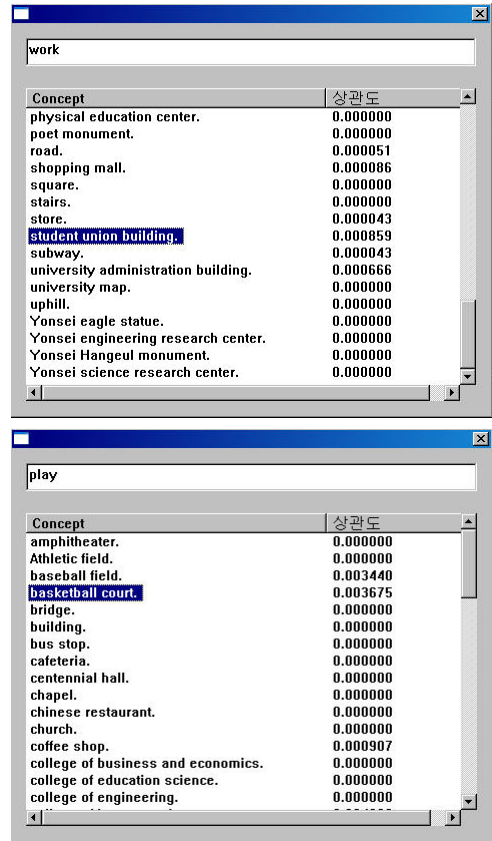 work
Concept 상관도
physical education center. 0.000000
poet monument. 0.000000
road. 0.000051
shopping mall. 0.000086
square. 0.000000
stairs. 0.000000
store. 0.000043
student union building. 0.000859
subway. 0.000043
university administration building. 0.000666
university map. 0.000000
uphill. 0.000000
Yonsei eagle statue. 0.000000
Yonsei engineering research center. 0.000000
Yonsei Hangeul monument. 0.000000
Yonsei science research center. 0.000000
play
Concept 상관도
amphitheater. 0.000000
Athletic field. 0.000000
baseball field. 0.003440
basketball court. 0.003675
bridge. 0.000000
building. 0.000000
bus stop. 0.000000
cafeteria. 0.000000
centennial hall. 0.000000
chapel. 0.000000
chinese restaurant. 0.000000
church. 0.000000
coffee shop. 0.000907
college of business and economics. 0.000000
college of education science. 0.000000
college of engineering. 0.000000